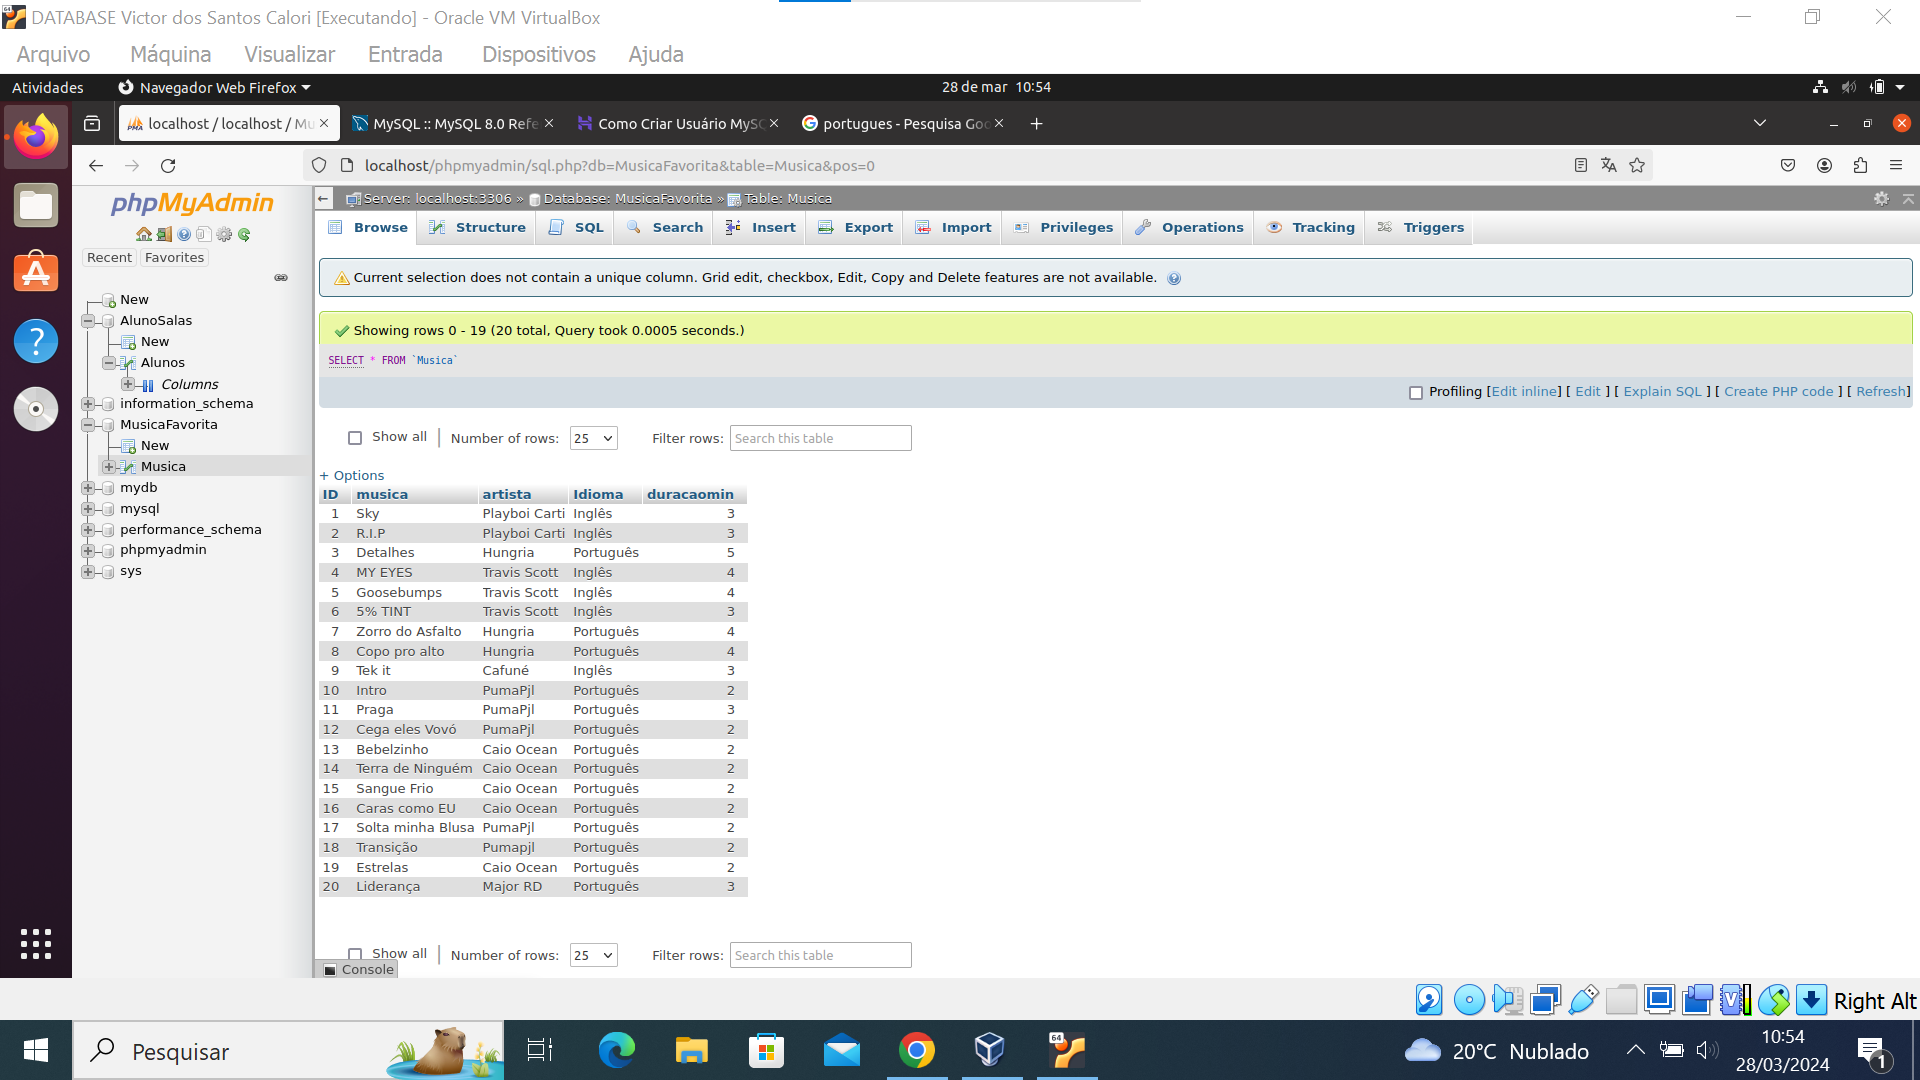 DATABASE Victor dos Santos Calori [Executando] - Oracle VM VirtualBox
Arquivo Máquina Visualizar Entrada Dispositivos Ajuda
Atividades Navegador Web Firefox 28 de mar 10:54
localhost / localhost / Mu MySQL :: MySQL 8.0 Refe Como Criar Usuário MySQ portugues - Pesquisa Goo
localhost/phpmyadmin/sql.php?db=MusicaFavorita&table=Musica&pos=0
phpMyAdmin
Recent Favorites
New
AlunoSalas
New
Alunos
Columns
information_schema
MusicaFavorita
New
Musica
mydb
mysql
performance_schema
phpmyadmin
sys
Server: localhost:3306 » Database: MusicaFavorita » Table: Musica
Browse Structure SQL Search Insert Export Import Privileges Operations Tracking Triggers
Current selection does not contain a unique column. Grid edit, checkbox, Edit, Copy and Delete features are not available.
Showing rows 0 - 19 (20 total, Query took 0.0005 seconds.)
SELECT * FROM `Musica`
Profiling [Edit inline] [ Edit ] [ Explain SQL ] [ Create PHP code ] [ Refresh]
Show all | Number of rows: 25 Filter rows: Search this table
+ Options
ID musica artista Idioma duracaomin
1 Sky Playboi Carti Inglês 3
2 R.I.P Playboi Carti Inglês 3
3 Detalhes Hungria Português 5
4 MY EYES Travis Scott Inglês 4
5 Goosebumps Travis Scott Inglês 4
6 5% TINT Travis Scott Inglês 3
7 Zorro do Asfalto Hungria Português 4
8 Copo pro alto Hungria Português 4
9 Tek it Cafuné Inglês 3
10 Intro PumaPjl Português 2
11 Praga PumaPjl Português 3
12 Cega eles Vovó PumaPjl Português 2
13 Bebelzinho Caio Ocean Português 2
14 Terra de Ninguém Caio Ocean Português 2
15 Sangue Frio Caio Ocean Português 2
16 Caras como EU Caio Ocean Português 2
17 Solta minha Blusa PumaPjl Português 2
18 Transição Pumapjl Português 2
19 Estrelas Caio Ocean Português 2
20 Liderança Major RD Português 3
Show all | Number of rows: 25 Filter rows: Search this table
Console
Right Alt
Pesquisar
64
20°C Nublado
10:54
28/03/2024
1